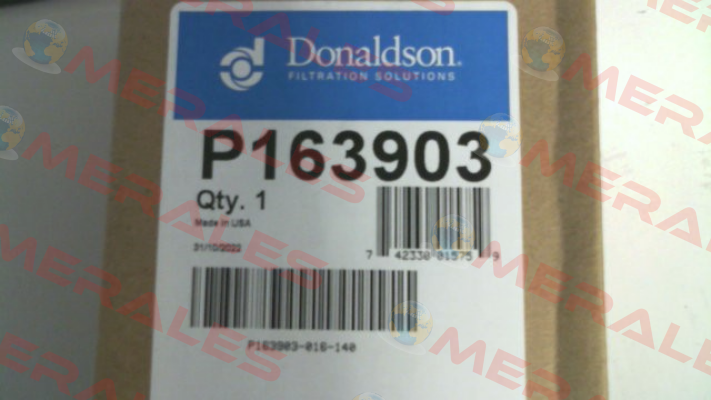 Donaldson®
FILTRATION SOLUTIONS
P163903
Qty. 1
Made in USA
31/10/2022
7 42330 01575 9
P163903-016-140
MERALES